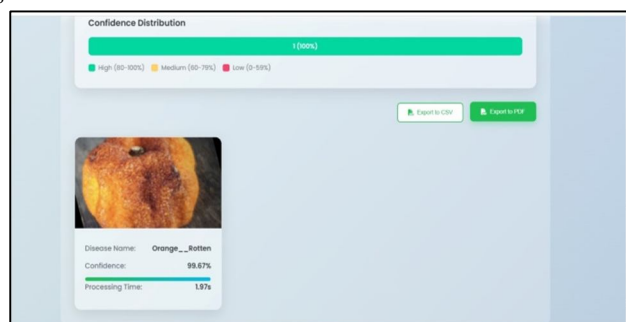 Confidence Distribution
1 (100%)
High (80-100%) Medium (60-79%) Low (0-59%)
Export to CSV Export to PDF
Disease Name: Orange__Rotten
Confidence: 99.67%
Processing Time: 1.97s